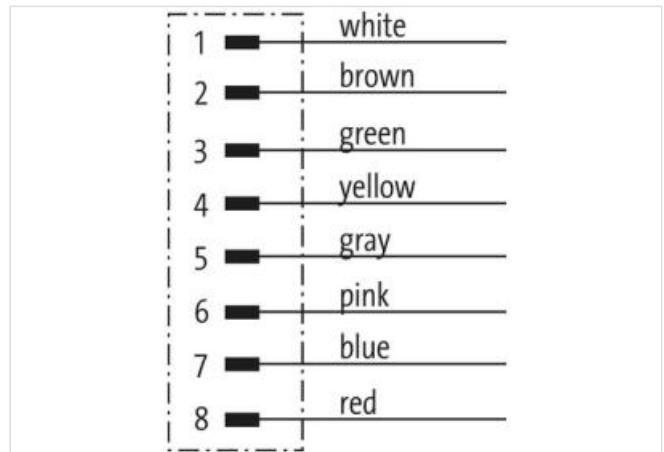 1 white
2 brown
3 green
4 yellow
5 gray
6 pink
7 blue
8 red